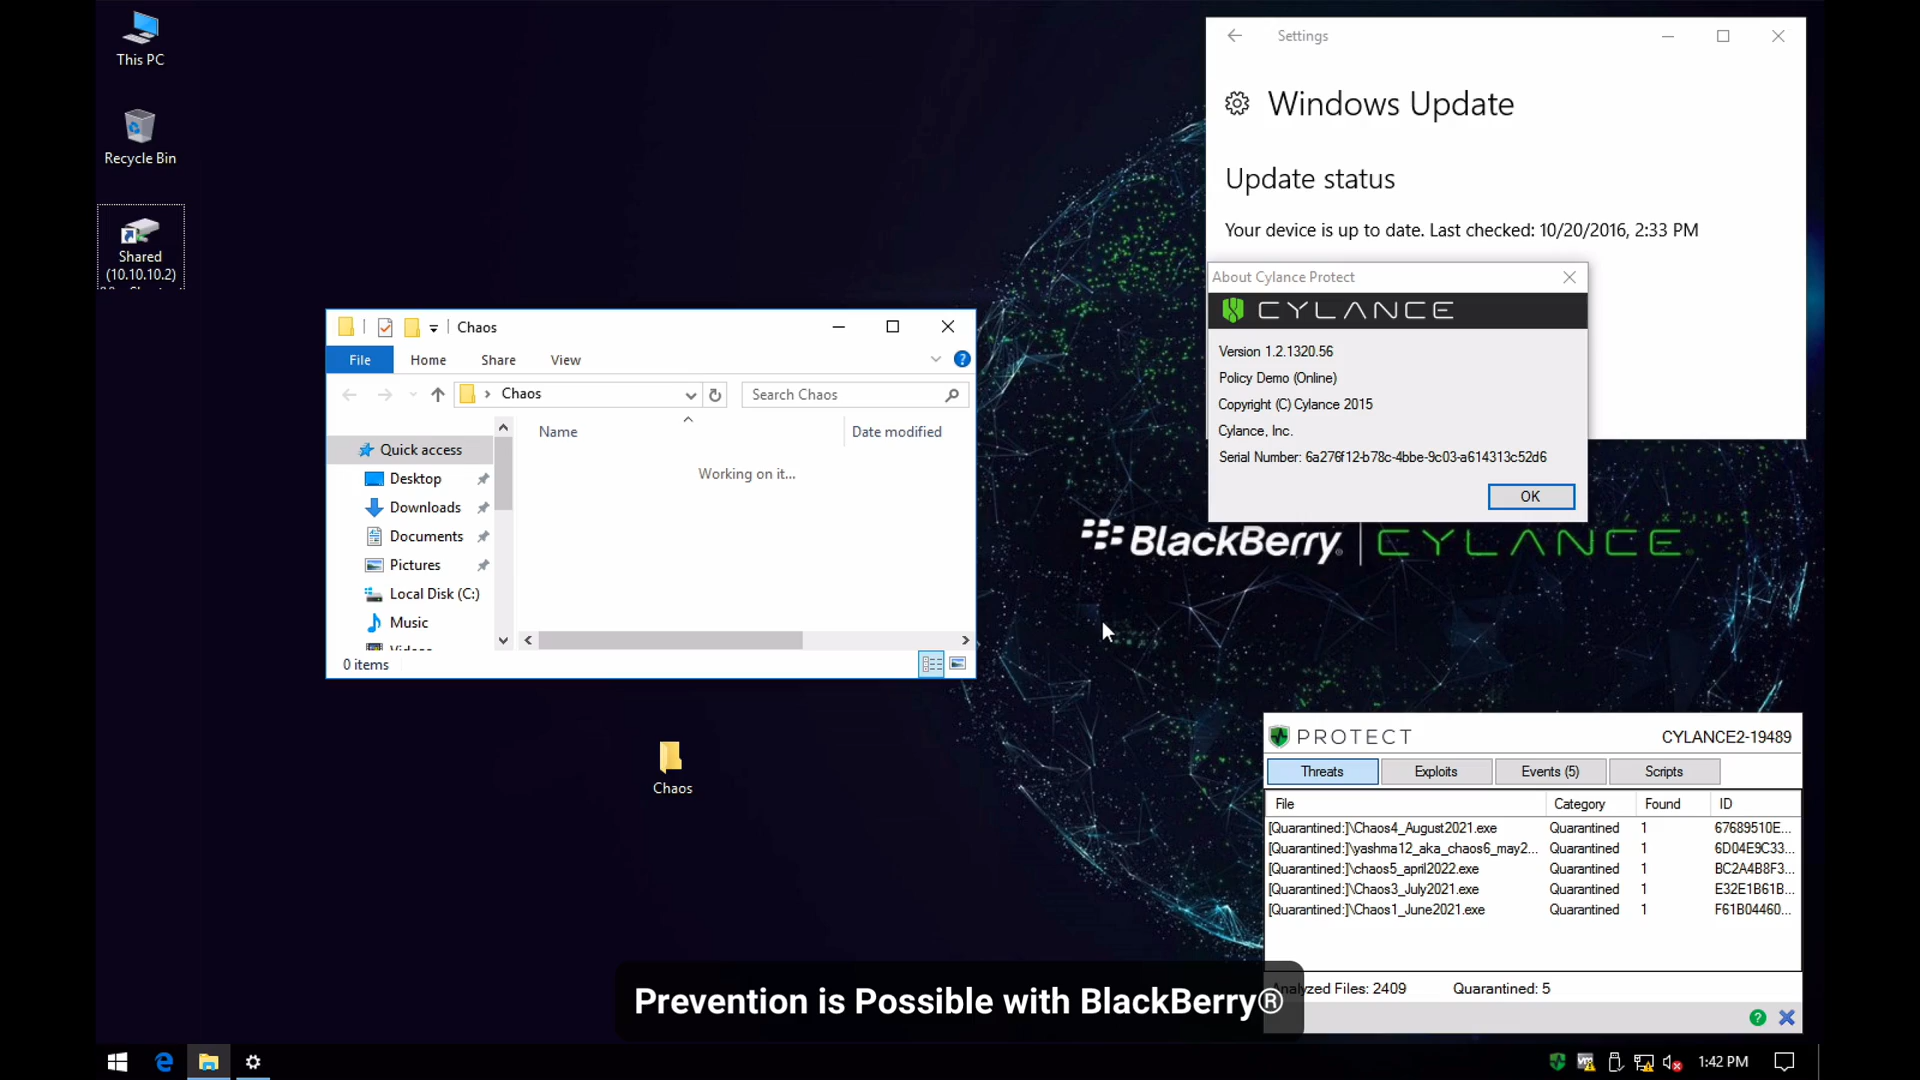 This PC
Recycle Bin
Shared
(10.10.10.2)
Settings
Windows Update
Update status
Your device is up to date. Last checked: 10/20/2016, 2:33 PM
About Cylance Protect
CYLANCE
Version 1.2.1320.56
Policy Demo (Online)
Copyright (C) Cylance 2015
Cylance, Inc.
Serial Number: 6a276f12-b78c-4bbe-9c03-a614313c52d6
OK
Chaos
File Home Share View
Chaos
Search Chaos
Name Date modified
Working on it...
Quick access
Desktop
Downloads
Documents
Pictures
Local Disk (C:)
Music
Videos
0 items
BlackBerry® CYLANCE®
Chaos
PROTECT CYLANCE2-19489
Threats Exploits Events (5) Scripts
File Category Found ID
[Quarantined:]\Chaos4_August2021.exe Quarantined 1 67689510E...
[Quarantined:]\yashma12_aka_chaos6_may2... Quarantined 1 6D04E9C33...
[Quarantined:]\chaos5_april2022.exe Quarantined 1 BC2A4B8F3...
[Quarantined:]\Chaos3_July2021.exe Quarantined 1 E32E1B61B...
[Quarantined:]\Chaos1_June2021.exe Quarantined 1 F61B04460...
Analyzed Files: 2409 Quarantined: 5
Prevention is Possible with BlackBerry®
1:42 PM